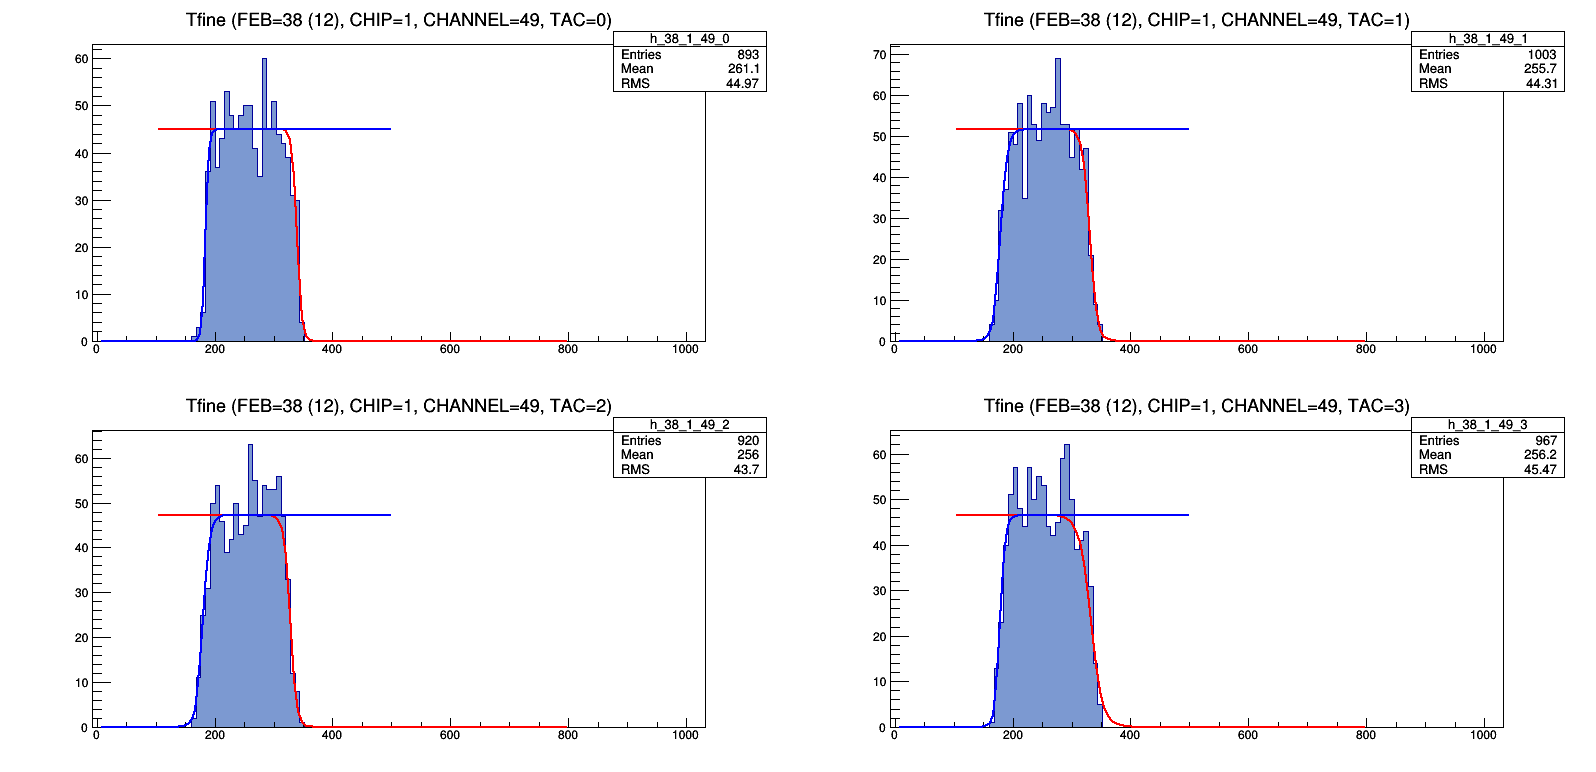 Tfine (FEB=38 (12), CHIP=1, CHANNEL=49, TAC=0)
h_38_1_49_0
Entries 893
Mean 261.1
RMS 44.97
60
50
40
30
20
10
0
0 200 400 600 800 1000
Tfine (FEB=38 (12), CHIP=1, CHANNEL=49, TAC=1)
h_38_1_49_1
Entries 1003
Mean 255.7
RMS 44.31
70
60
50
40
30
20
10
0
0 200 400 600 800 1000
Tfine (FEB=38 (12), CHIP=1, CHANNEL=49, TAC=2)
h_38_1_49_2
Entries 920
Mean 256
RMS 43.7
60
50
40
30
20
10
0
0 200 400 600 800 1000
Tfine (FEB=38 (12), CHIP=1, CHANNEL=49, TAC=3)
h_38_1_49_3
Entries 967
Mean 256.2
RMS 45.47
60
50
40
30
20
10
0
0 200 400 600 800 1000